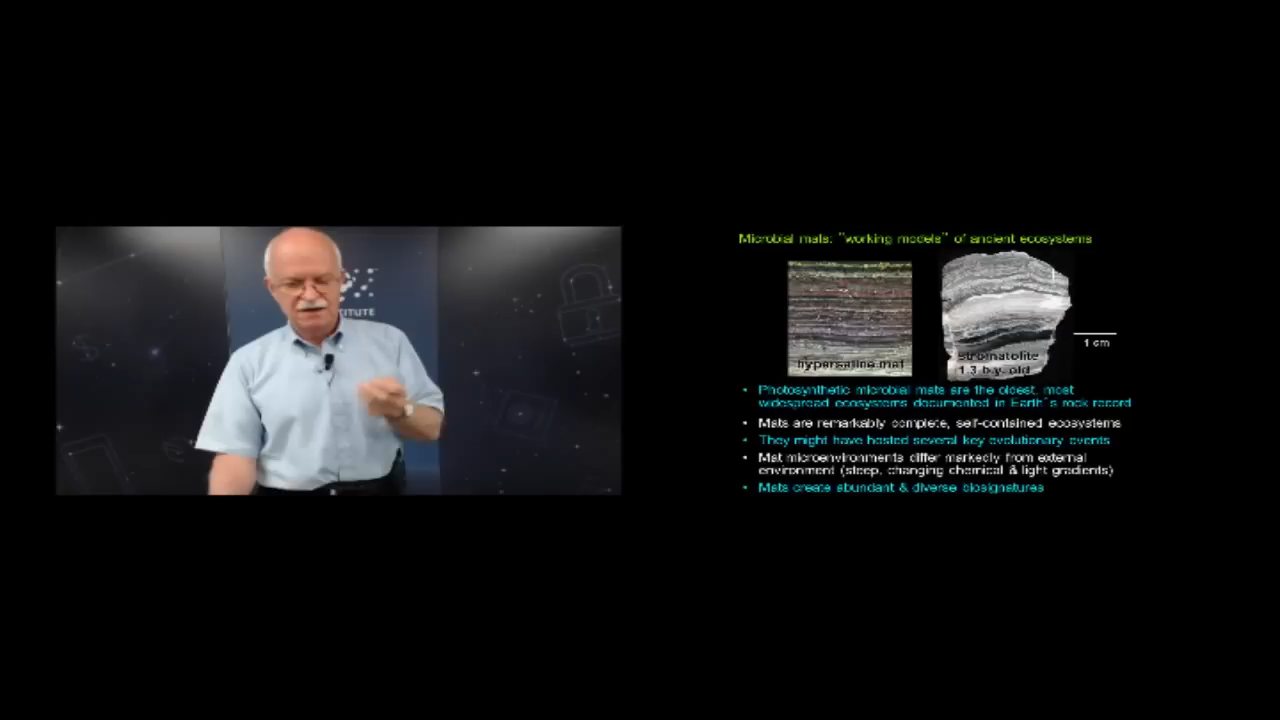 TITUTE
Microbial mats: "working models" of ancient ecosystems
hypersaline mat
stromatolite
1.3 b.y. old
1 cm
• Photosynthetic microbial mats are the oldest, most
widespread ecosystems documented in Earth's rock record
• Mats are remarkably complete, self-contained ecosystems
• They might have hosted several key evolutionary events
• Mat microenvironments differ markedly from external
environment (steep, changing chemical & light gradients)
• Mats create abundant & diverse biosignatures